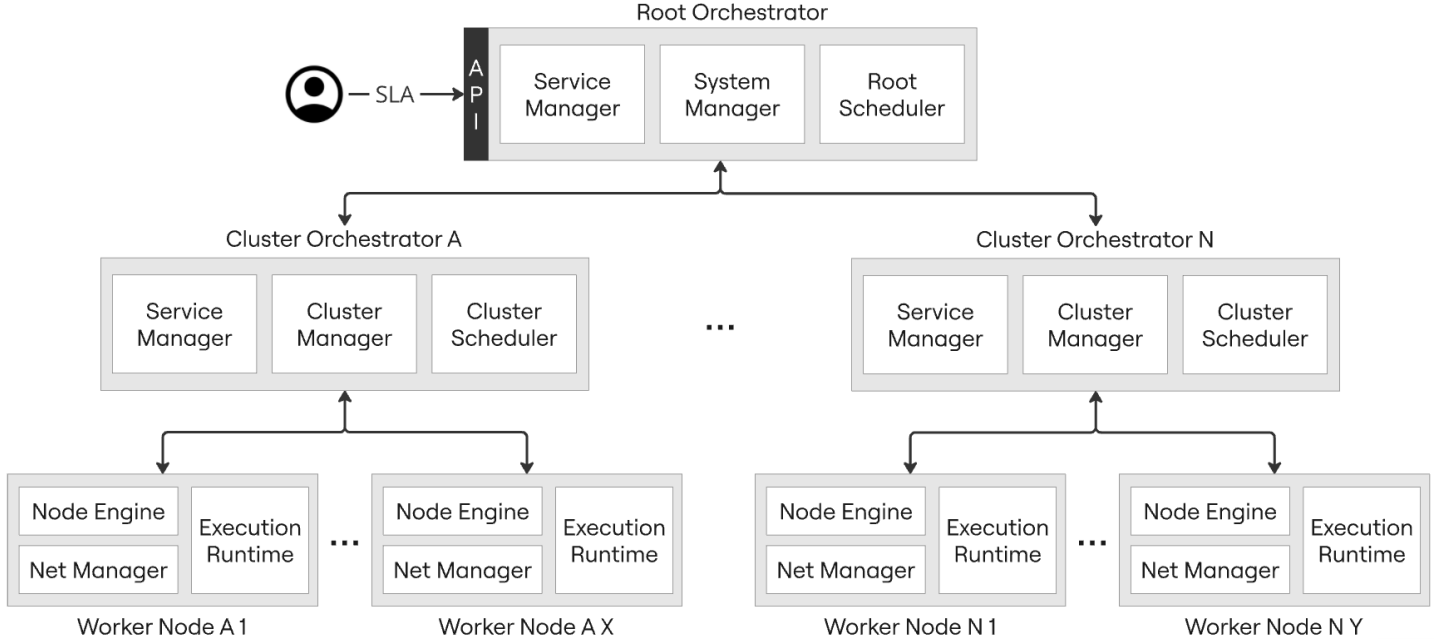 Root Orchestrator
SLA
A
P
I
Service
Manager
System
Manager
Root
Scheduler
Cluster Orchestrator A
Service
Manager
Cluster
Manager
Cluster
Scheduler
...
Cluster Orchestrator N
Service
Manager
Cluster
Manager
Cluster
Scheduler
Node Engine
Net Manager
Execution
Runtime
Worker Node A 1
...
Node Engine
Net Manager
Execution
Runtime
Worker Node A X
Node Engine
Net Manager
Execution
Runtime
Worker Node N 1
...
Node Engine
Net Manager
Execution
Runtime
Worker Node N Y